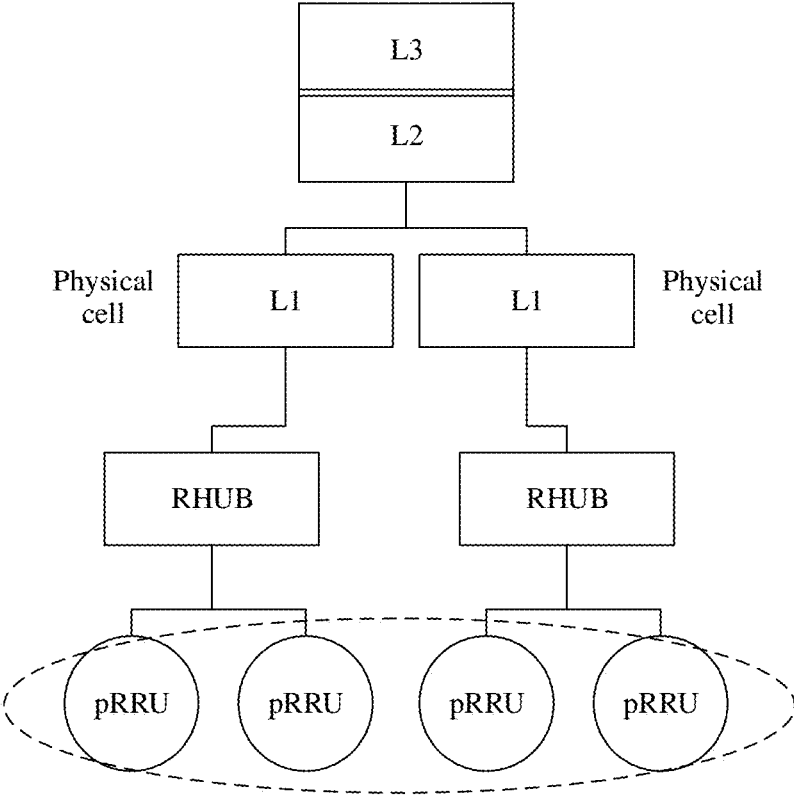 L3
L2
Physical
cell
L1
L1
Physical
cell
RHUB
RHUB
pRRU
pRRU
pRRU
pRRU